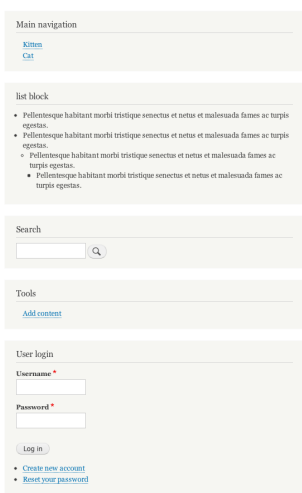 Main navigation
Kitten
Cat
list block
Pellentesque habitant morbi tristique senectus et netus et malesuada fames ac turpis
egestas.
Pellentesque habitant morbi tristique senectus et netus et malesuada fames ac turpis
egestas.
Pellentesque habitant morbi tristique senectus et netus et malesuada fames ac
turpis egestas.
Pellentesque habitant morbi tristique senectus et netus et malesuada fames ac
turpis egestas.
Search
Tools
Add content
User login
Username *
Password *
Log in
Create new account
Reset your password